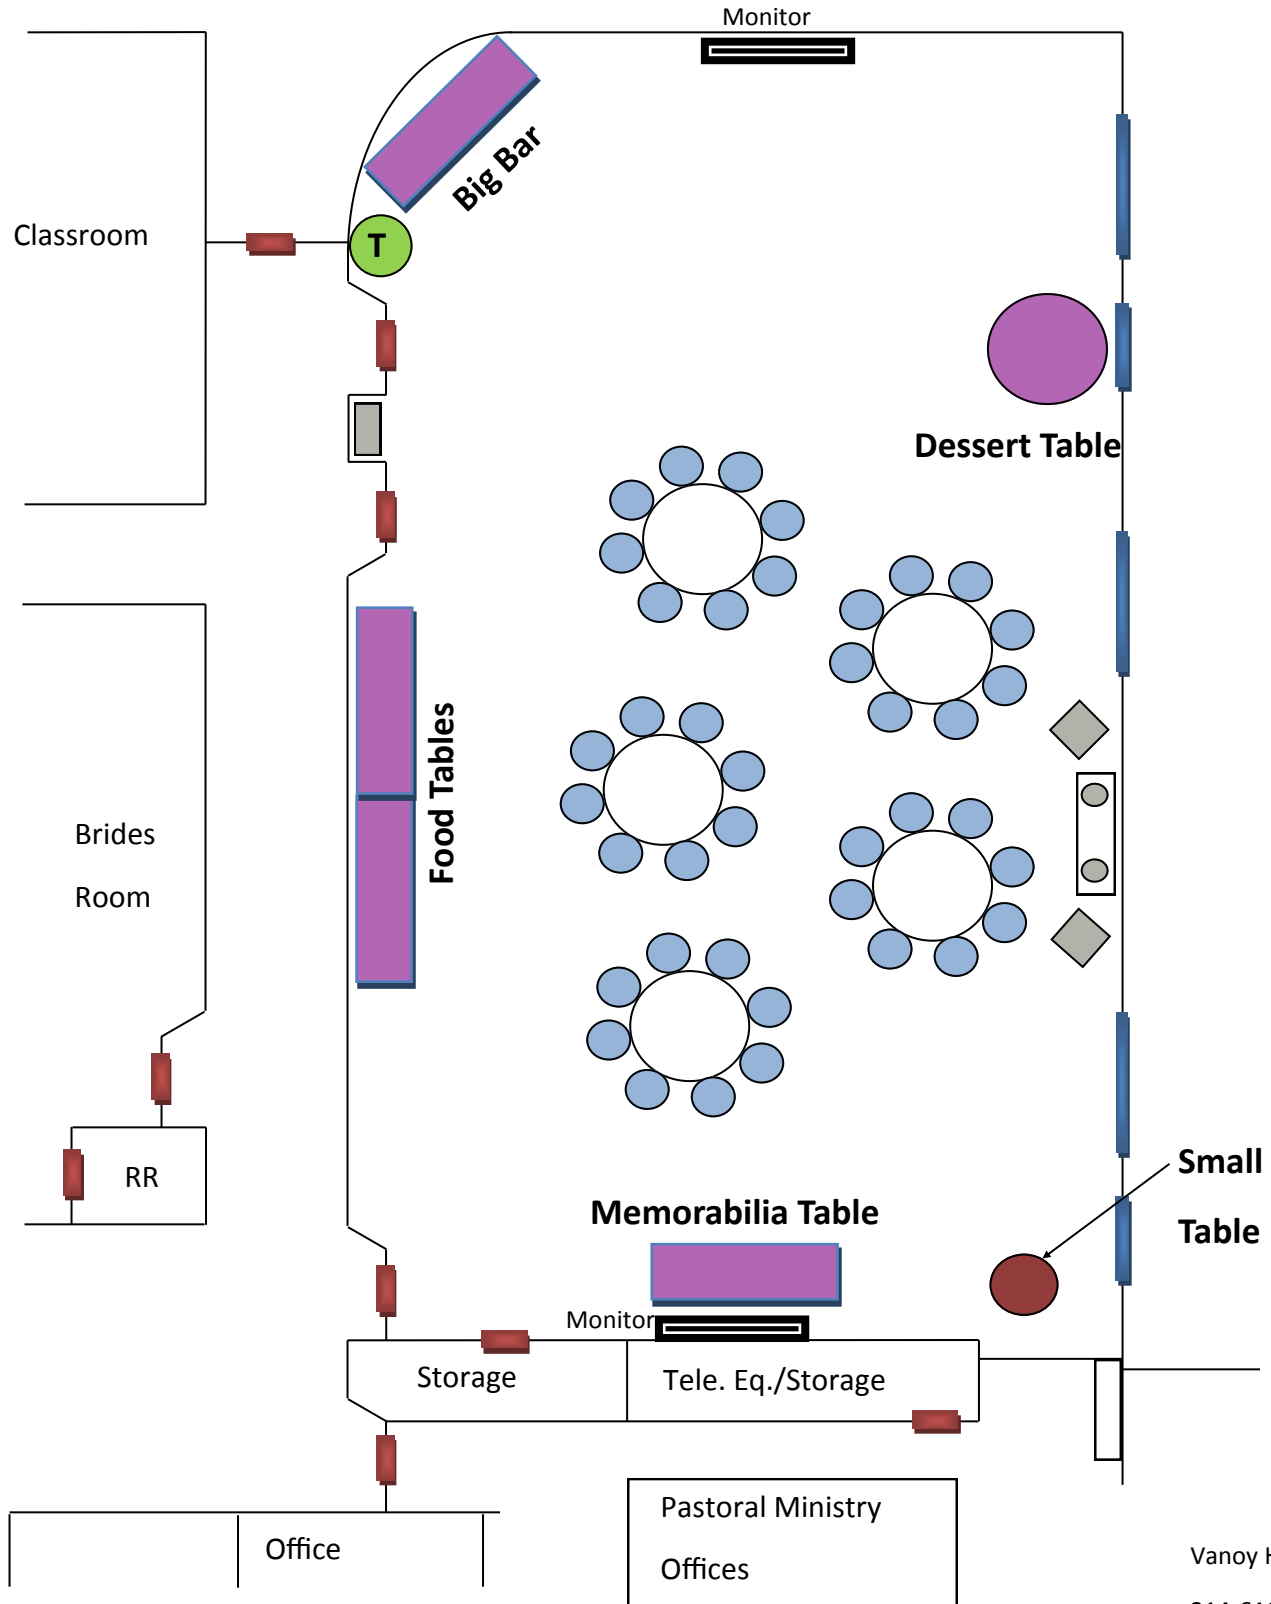 Monitor
Big Bar
Classroom
T
Dessert Table
Food Tables
Brides
Room
RR
Small
Table
Memorabilia Table
Monitor
Storage
Tele. Eq./Storage
Pastoral Ministry
Offices
Office
Vanoy